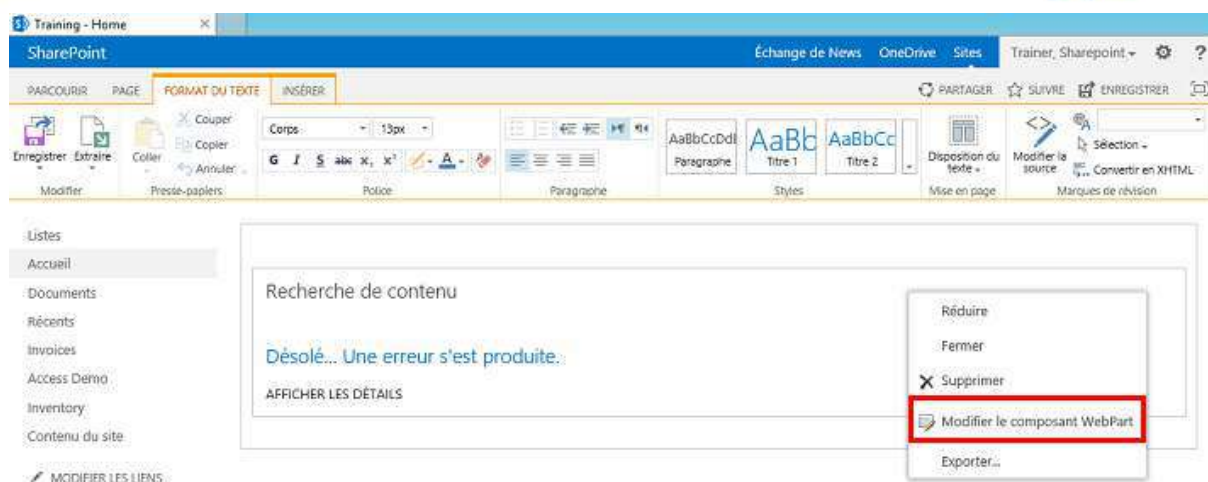 Training - Home
SharePoint Échange de News OneDrive Sites Trainer, Sharepoint ?
PARCOURIR PAGE FORMAT DU TEXTE INSÉRER PARTAGER SUIVRE ENREGISTRER
Couper
Copier
Annuler
Enregistrer Extraire Coller
Corps 13px
G I S abc x, x² A
AaBbCcDdI AaBb AaBbCc
Paragraphe Titre 1 Titre 2
Disposition du texte
Modifier la source
Sélection
Convertir en XHTML
Modifier Presse-papiers Police Paragraphe Styles Mise en page Marques de révision
Listes
Accueil
Documents
Récents
Invoices
Access Demo
Inventory
Contenu du site
MODIFIER LES LIENS
Recherche de contenu
Désolé... Une erreur s'est produite.
AFFICHER LES DÉTAILS
Réduire
Fermer
Supprimer
Modifier le composant WebPart
Exporter...